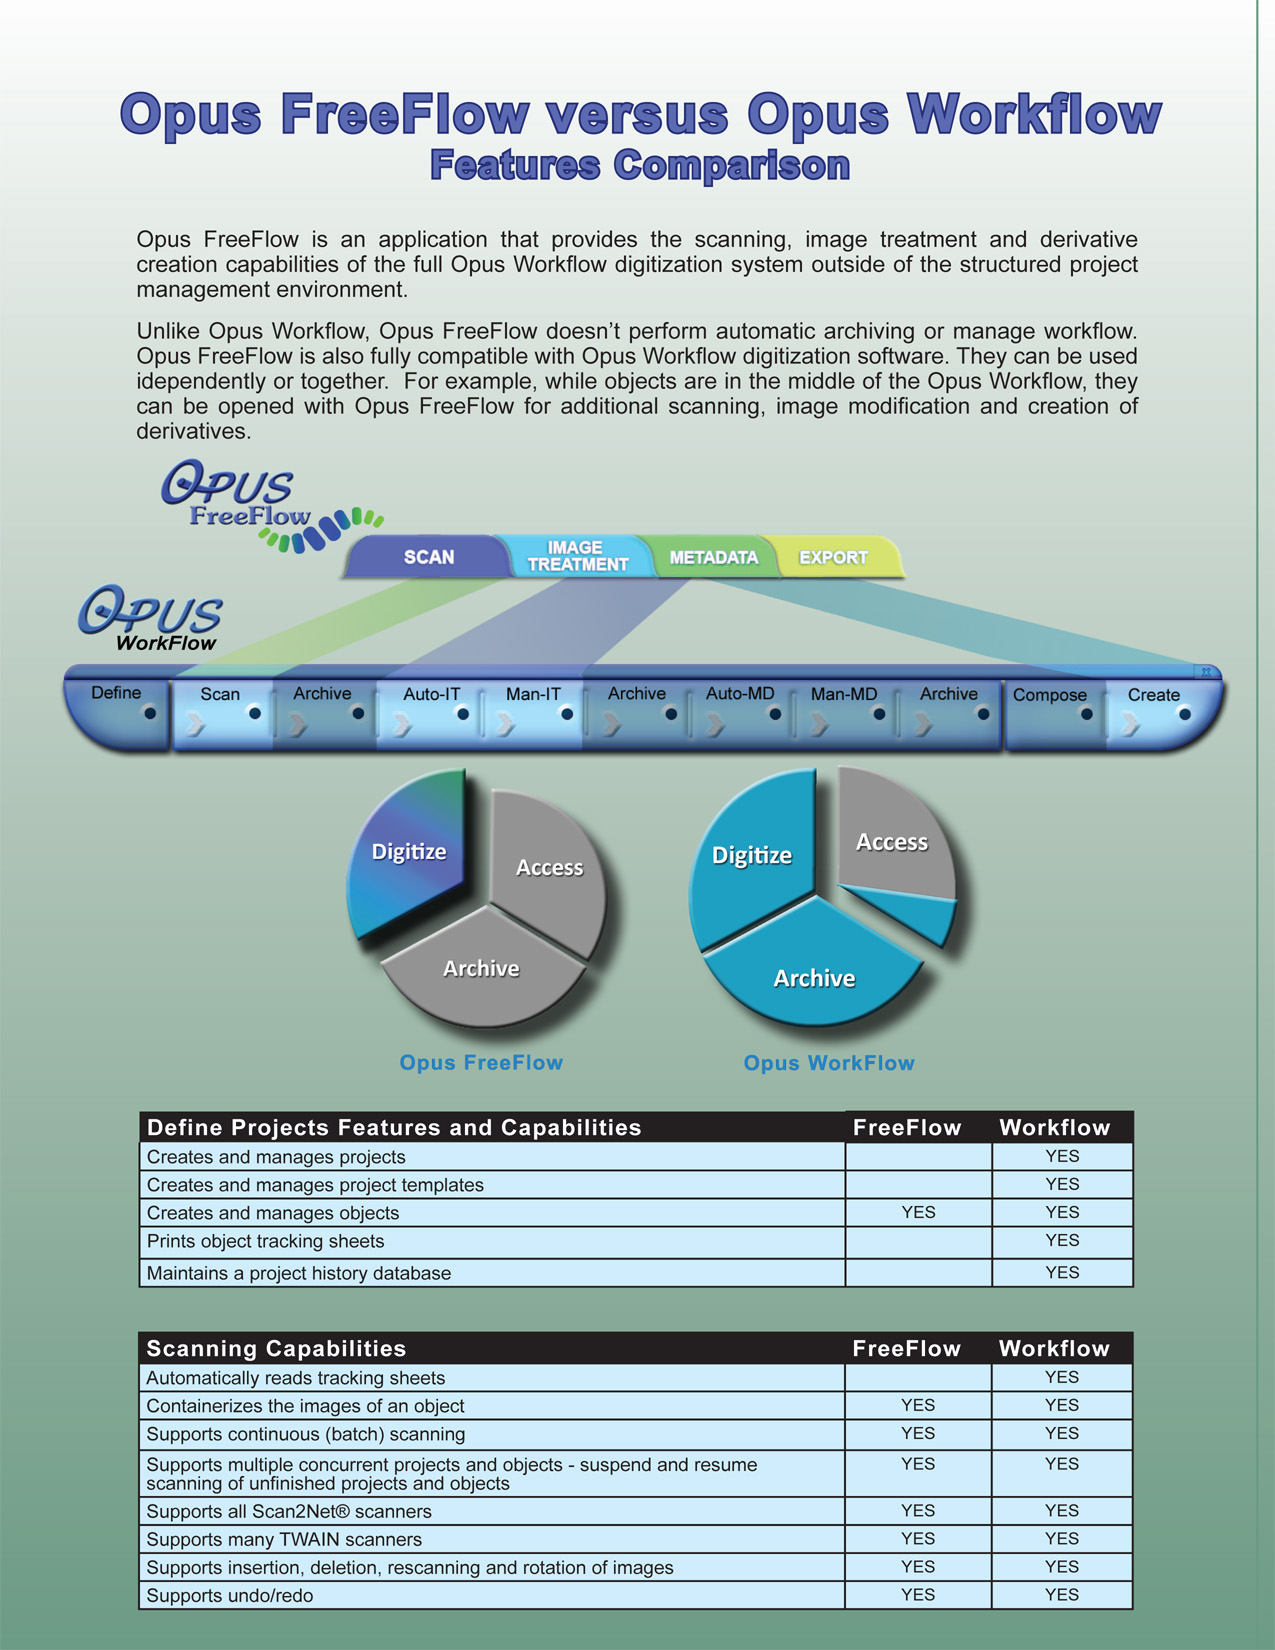 Opus FreeFlow versus Opus Workflow
Features Comparison
Opus FreeFlow is an application that provides the scanning, image treatment and derivative
creation capabilities of the full Opus Workflow digitization system outside of the structured project
management environment.
Unlike Opus Workflow, Opus FreeFlow doesn't perform automatic archiving or manage workflow.
Opus FreeFlow is also fully compatible with Opus Workflow digitization software. They can be used
idependently or together.  For example, while objects are in the middle of the Opus Workflow, they
can be opened with Opus FreeFlow for additional scanning, image modification and creation of
derivatives.
OPUS
FreeFlow
SCAN IMAGE TREATMENT METADATA EXPORT
OPUS
WorkFlow
Define Scan Archive Auto-IT Man-IT Archive Auto-MD Man-MD Archive Compose Create
Digitize Access Archive
Digitize Access Archive
Opus FreeFlow Opus WorkFlow
Define Projects Features and Capabilities FreeFlow Workflow
Creates and manages projects YES
Creates and manages project templates YES
Creates and manages objects YES YES
Prints object tracking sheets YES
Maintains a project history database YES
Scanning Capabilities FreeFlow Workflow
Automatically reads tracking sheets YES
Containerizes the images of an object YES YES
Supports continuous (batch) scanning YES YES
Supports multiple concurrent projects and objects - suspend and resume YES YES
scanning of unfinished projects and objects
Supports all Scan2Net® scanners YES YES
Supports many TWAIN scanners YES YES
Supports insertion, deletion, rescanning and rotation of images YES YES
Supports undo/redo YES YES